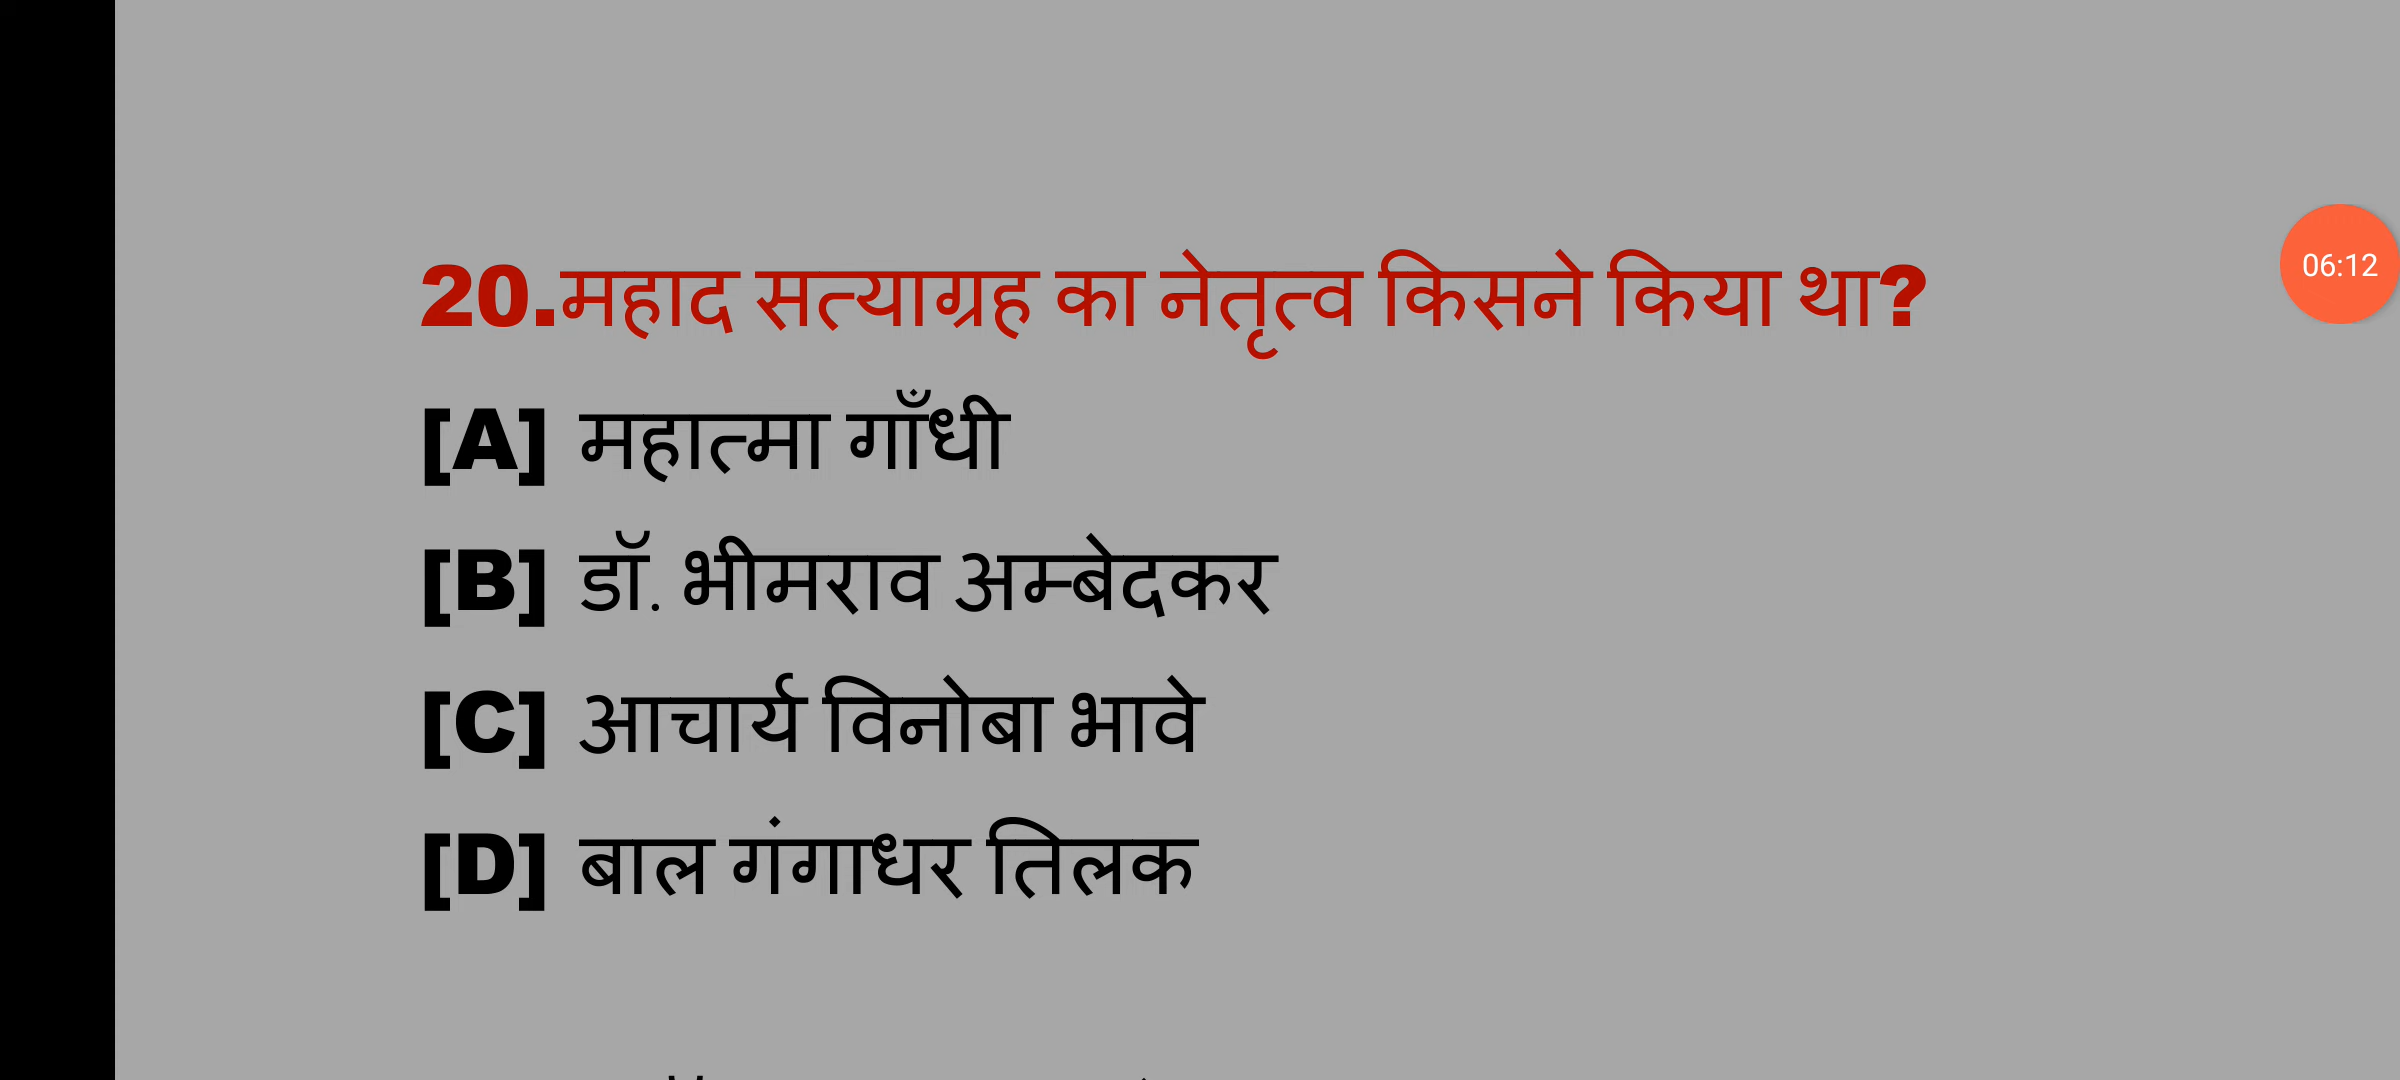 20.महाद सत्याग्रह का नेतृत्व किसने किया था?
06:12
[A] महात्मा गाँधी
[B] डॉ. भीमराव अम्बेदकर
[C] आचार्य विनोबा भावे
[D] बाल गंगाधर तिलक